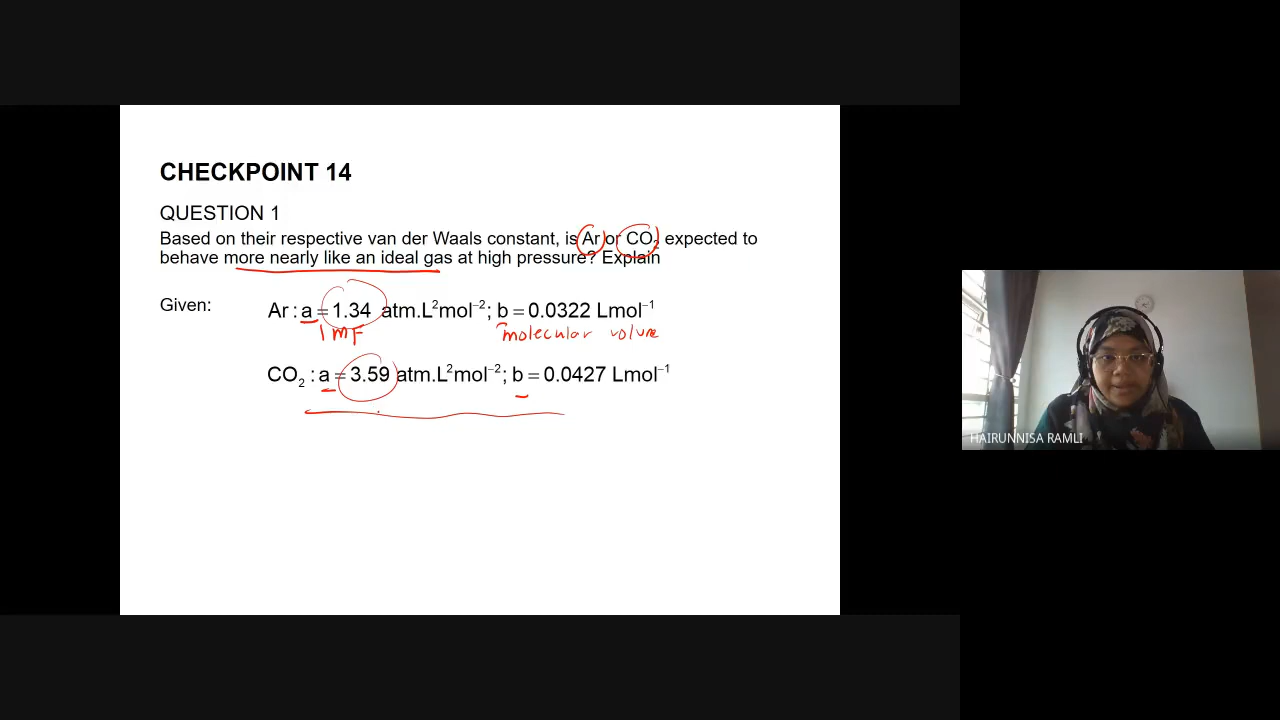 CHECKPOINT 14
QUESTION 1
Based on their respective van der Waals constant, is Ar or CO₂ expected to
behave more nearly like an ideal gas at high pressure? Explain
Given:
Ar : a = 1.34 atm.L²mol⁻²; b = 0.0322 Lmol⁻¹
IMF molecular volume
CO₂ : a = 3.59 atm.L²mol⁻²; b = 0.0427 Lmol⁻¹
HAIRUNNISA RAMLI